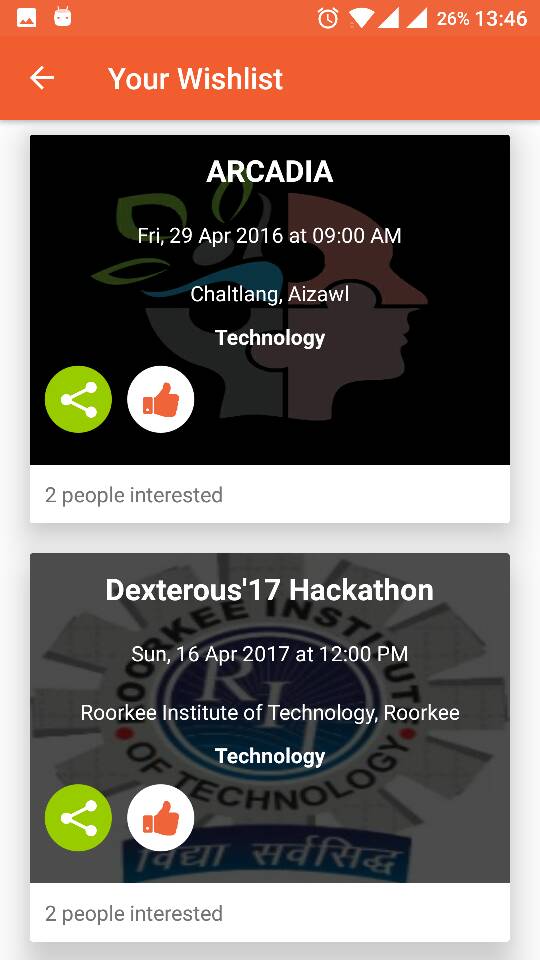 26% 13:46
Your Wishlist
ARCADIA
Fri, 29 Apr 2016 at 09:00 AM
Chaltlang, Aizawl
Technology
2 people interested
Dexterous'17 Hackathon
Sun, 16 Apr 2017 at 12:00 PM
Roorkee Institute of Technology, Roorkee
Technology
ROORKEE INSTITUTE
OF TECHNOLOGY
विद्या सर्वसिद्ध
2 people interested